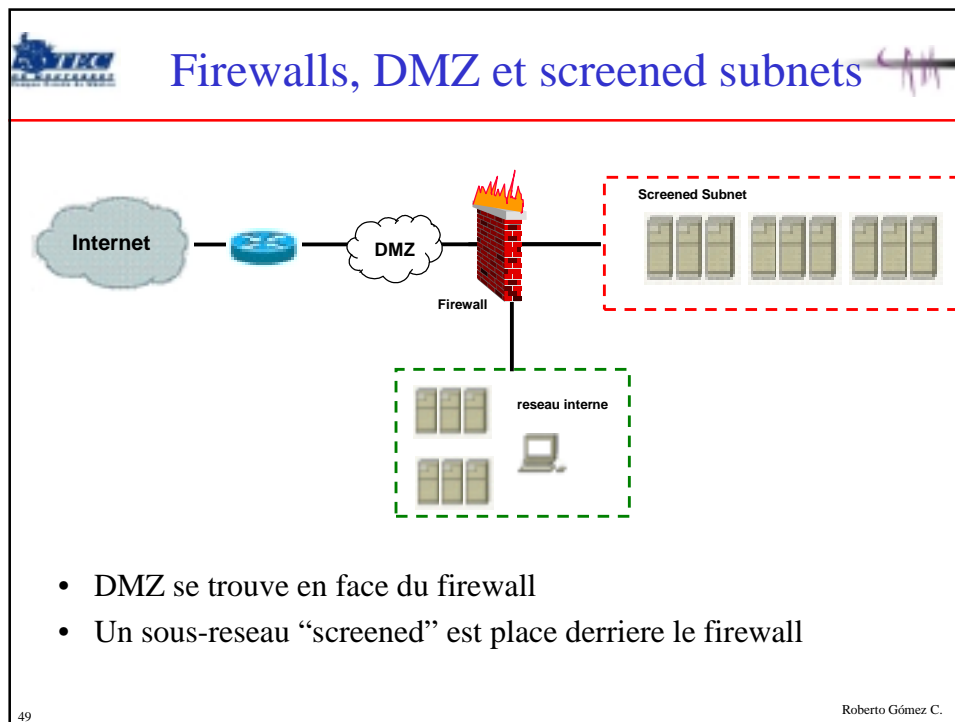 TEC
Firewalls, DMZ et screened subnets
Screened Subnet
Internet
DMZ
Firewall
reseau interne
• DMZ se trouve en face du firewall
• Un sous-reseau “screened” est place derriere le firewall
49
Roberto Gómez C.